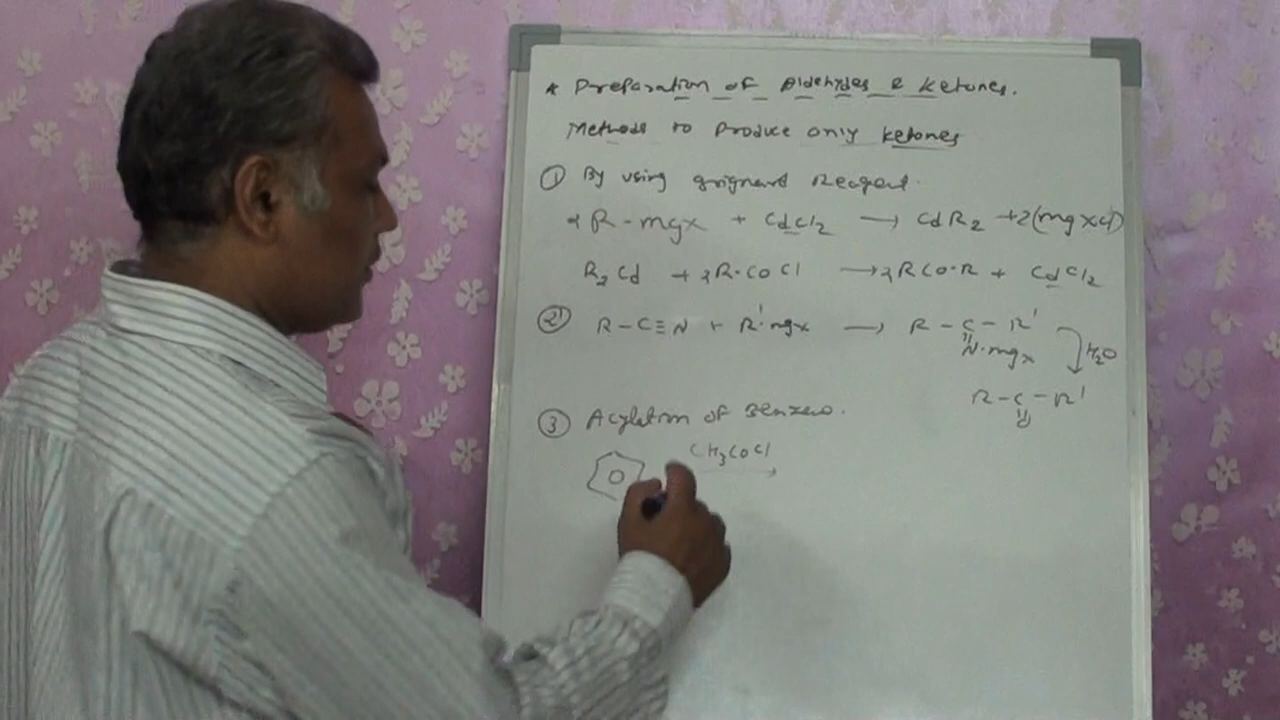 * Preparation of Aldehydes & Ketones.
Methods to Produce only ketones
① By using grignard Reagent.
2R-mgx + CdCl₂ → CdR₂ + 2(mgxcl)
R₂Cd + 2R·COCl → 2RCO·R + CdCl₂
② R-C≡N + R'·mgx → R-C-R'
N·mgx
H₂O
R-C-R'
O
③ Acylation of Benzene.
CH₃COCl →